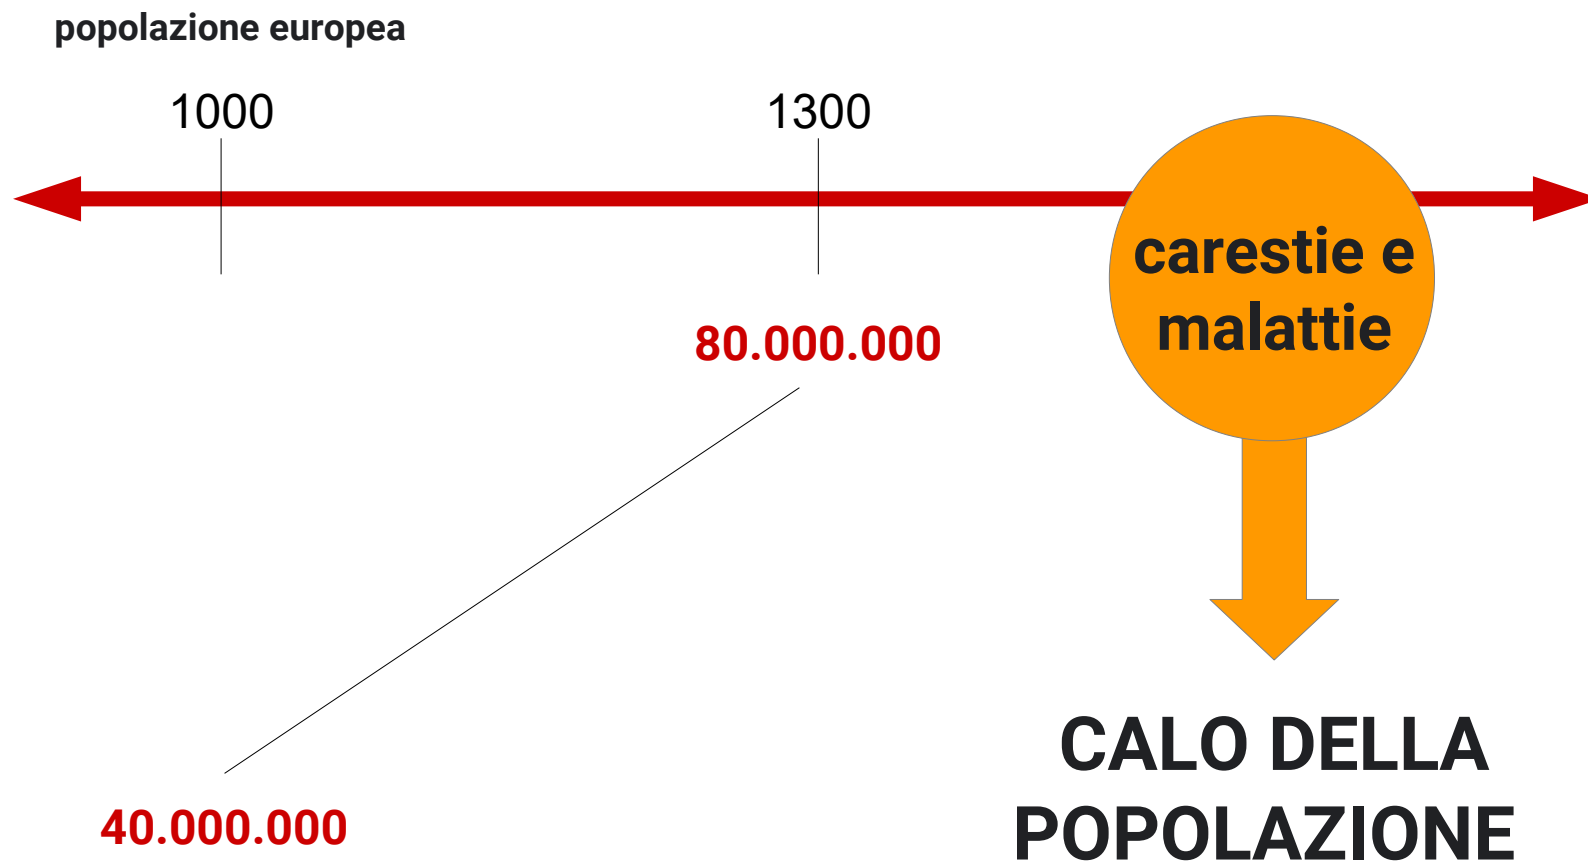 popolazione europea
1000
1300
carestie e
malattie
80.000.000
40.000.000
CALO DELLA
POPOLAZIONE